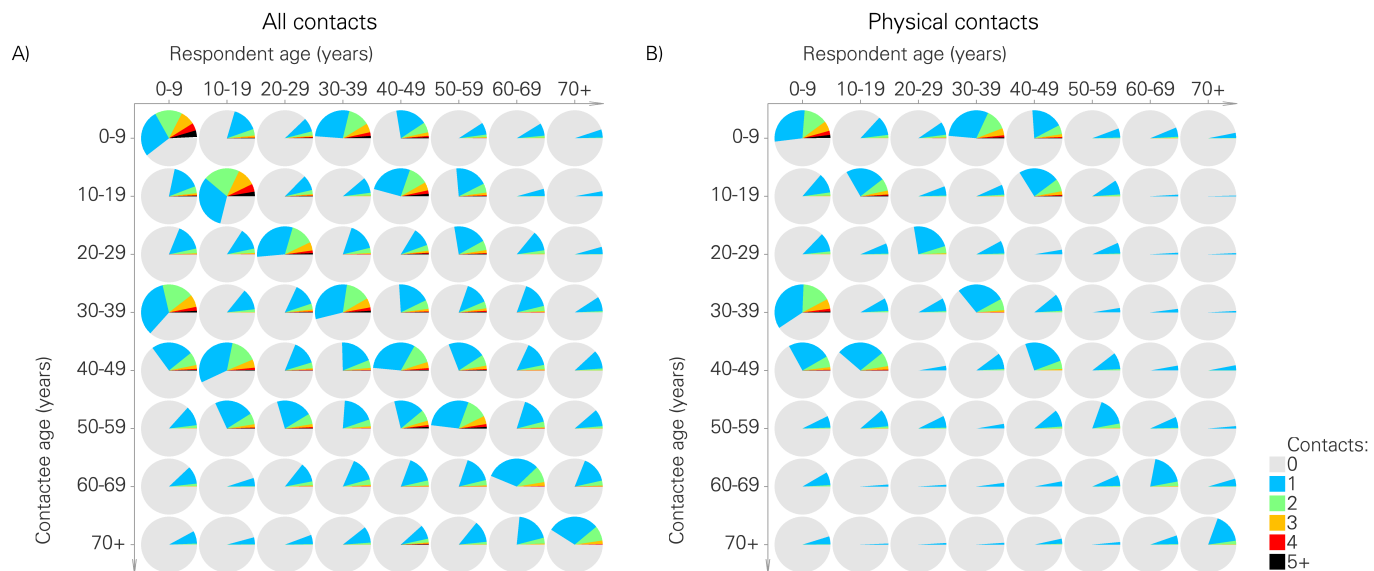 All contacts
Physical contacts
A)
Respondent age (years)
B)
Respondent age (years)
0-9 10-19 20-29 30-39 40-49 50-59 60-69 70+
0-9 10-19 20-29 30-39 40-49 50-59 60-69 70+
0-9
10-19
20-29
30-39
40-49
50-59
60-69
70+
Contactee age (years)
0-9
10-19
20-29
30-39
40-49
50-59
60-69
70+
Contactee age (years)
Contacts:
0
1
2
3
4
5+